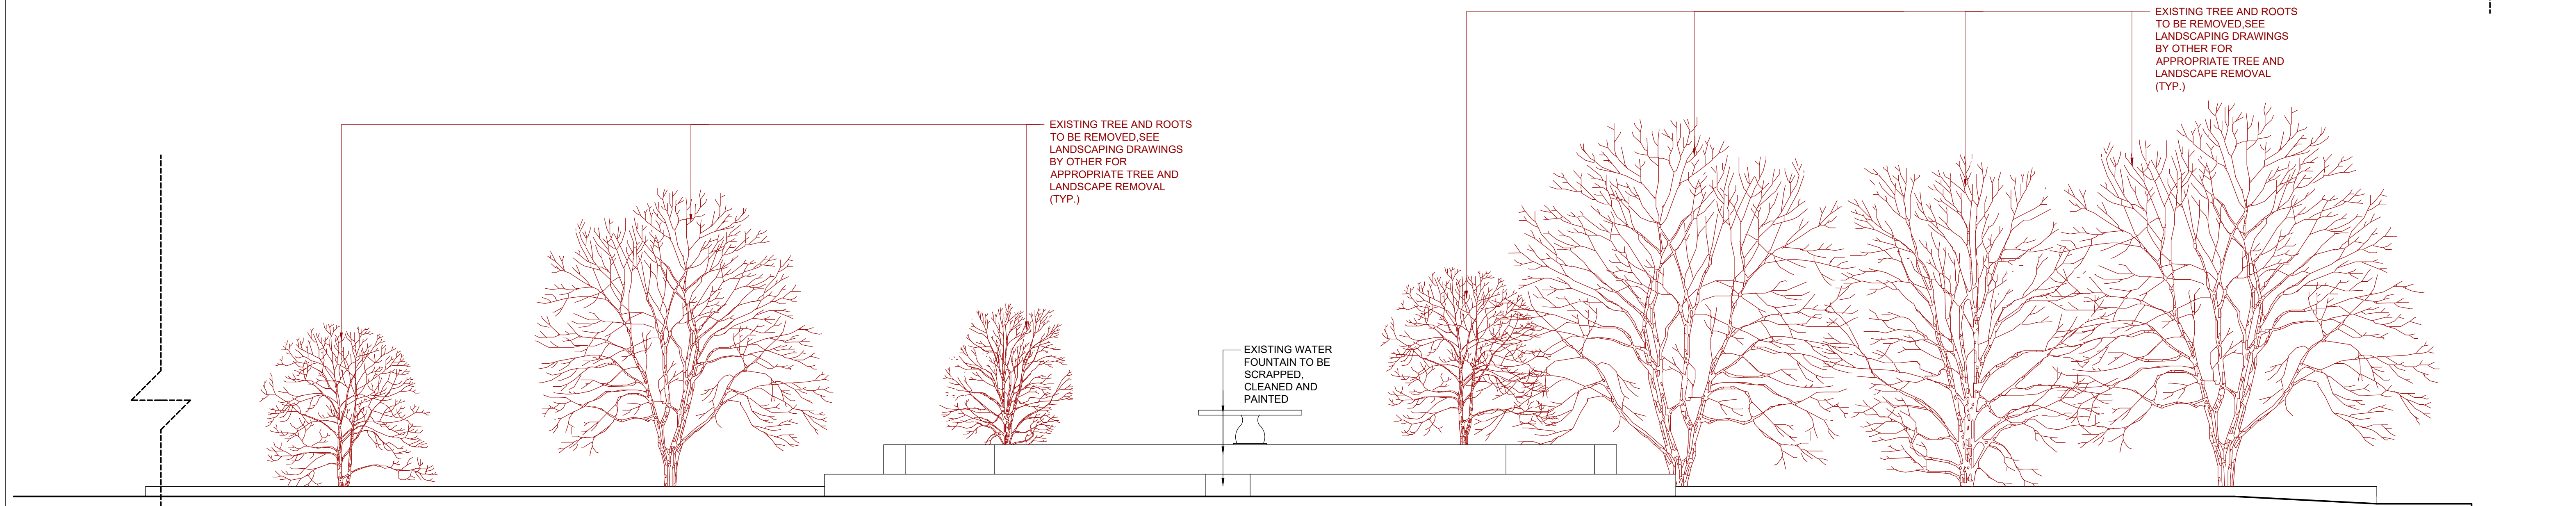 EXISTING TREE AND ROOTS
TO BE REMOVED,SEE
LANDSCAPING DRAWINGS
BY OTHER FOR
APPROPRIATE TREE AND
LANDSCAPE REMOVAL
(TYP.)
EXISTING WATER
FOUNTAIN TO BE
SCRAPPED,
CLEANED AND
PAINTED
EXISTING TREE AND ROOTS
TO BE REMOVED,SEE
LANDSCAPING DRAWINGS
BY OTHER FOR
APPROPRIATE TREE AND
LANDSCAPE REMOVAL
(TYP.)